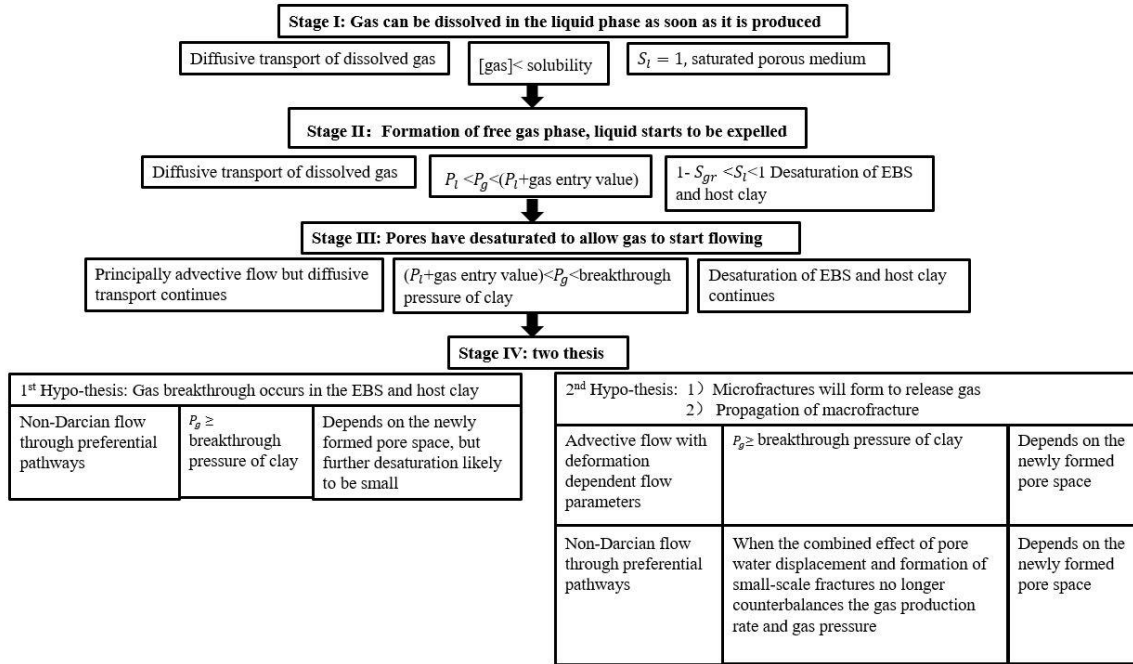 Stage I: Gas can be dissolved in the liquid phase as soon as it is produced
Diffusive transport of dissolved gas
[gas]< solubility
S_l = 1, saturated porous medium
Stage II： Formation of free gas phase, liquid starts to be expelled
Diffusive transport of dissolved gas
P_l <P_g<(P_l+gas entry value)
1- S_gr <S_l<1 Desaturation of EBS
and host clay
Stage III: Pores have desaturated to allow gas to start flowing
Principally advective flow but diffusive
transport continues
(P_l+gas entry value)<P_g<breakthrough
pressure of clay
Desaturation of EBS and host clay
continues
Stage IV: two thesis
1st Hypo-thesis: Gas breakthrough occurs in the EBS and host clay
Non-Darcian flow
through preferential
pathways
P_g ≥
breakthrough
pressure of clay
Depends on the newly
formed pore space, but
further desaturation likely
to be small
2nd Hypo-thesis: 1）Microfractures will form to release gas
2） Propagation of macrofracture
Advective flow with
deformation
dependent flow
parameters
P_g≥ breakthrough pressure of clay
Depends on the
newly formed
pore space
Non-Darcian flow
through preferential
pathways
When the combined effect of pore
water displacement and formation of
small-scale fractures no longer
counterbalances the gas production
rate and gas pressure
Depends on the
newly formed
pore space